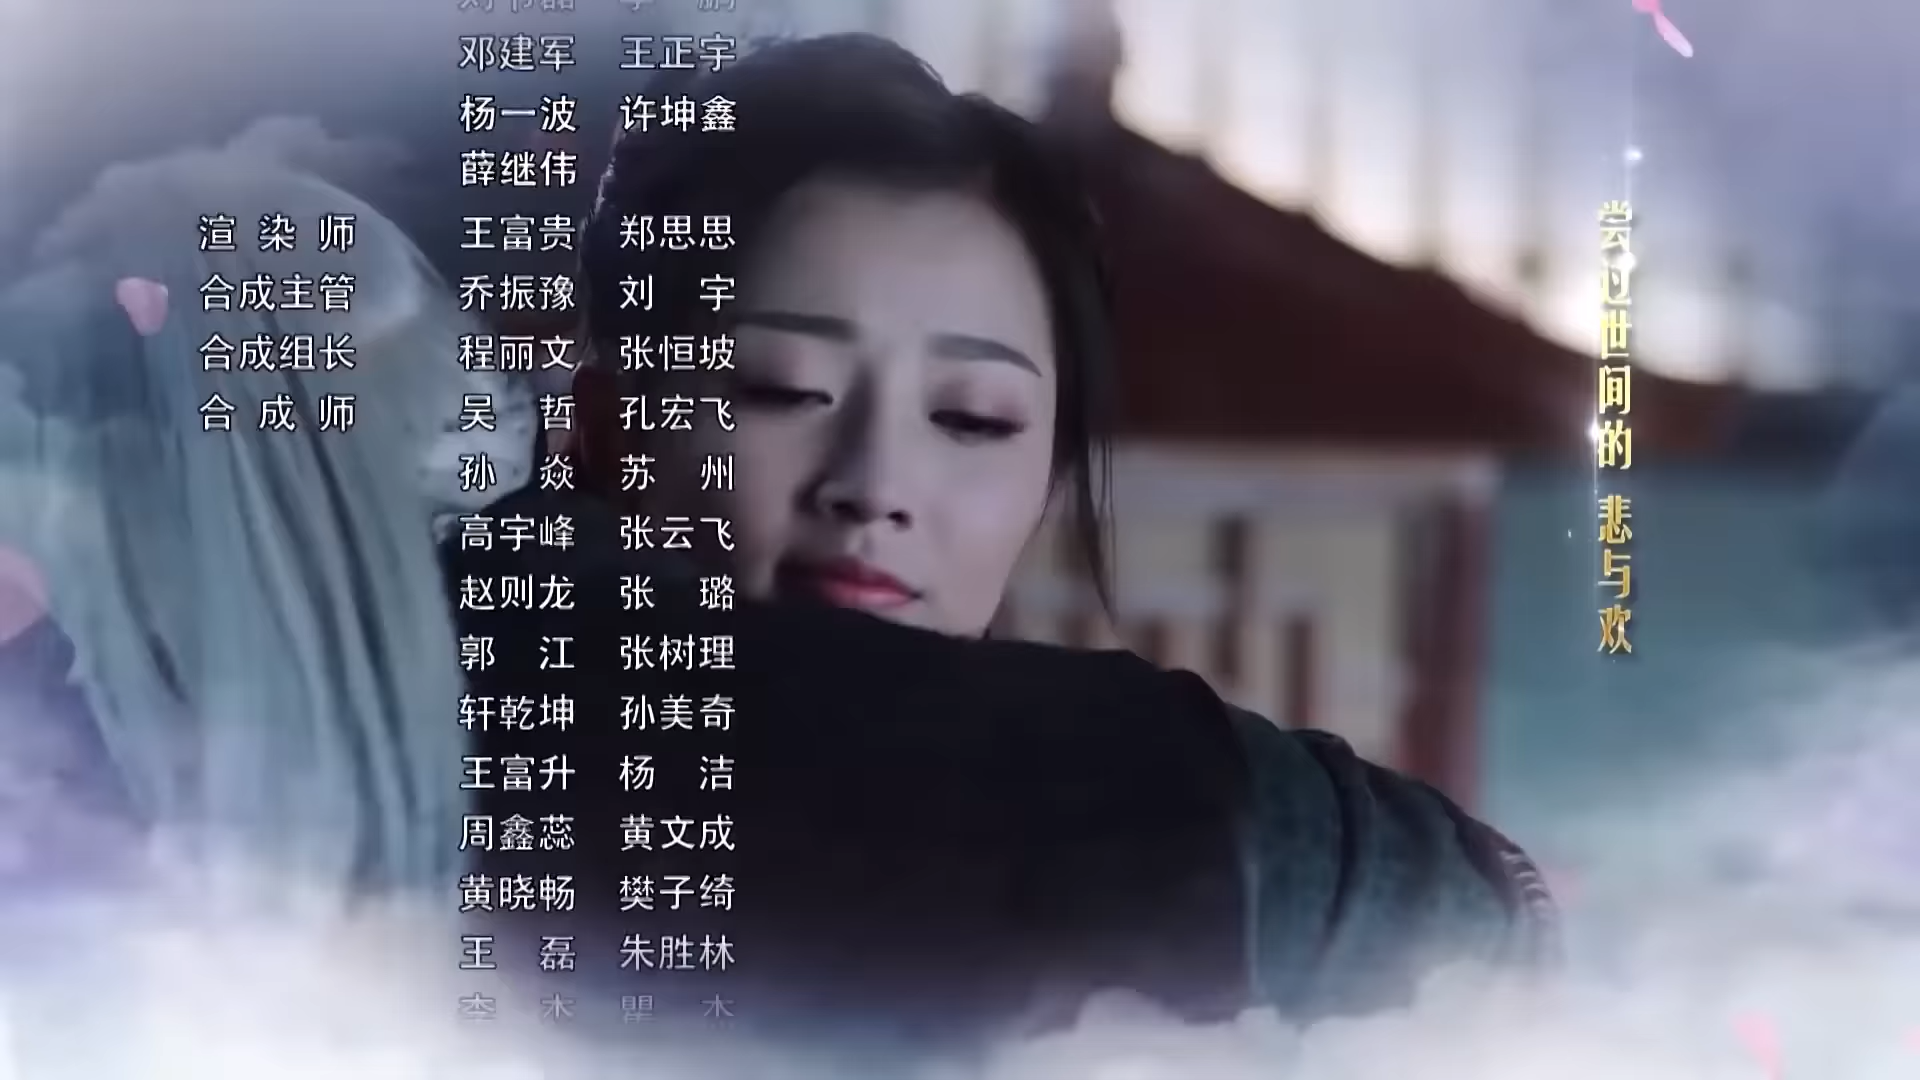 邓建军 王正宇
杨一波 许坤鑫
薛继伟
渲染师 王富贵 郑思思
合成主管 乔振豫 刘宇
合成组长 程丽文 张恒坡
合成师 吴哲 孔宏飞
孙焱 苏州
高宇峰 张云飞
赵则龙 张璐
郭江 张树理
轩乾坤 孙美奇
王富升 杨洁
周鑫蕊 黄文成
黄晓畅 樊子绮
王磊 朱胜林
尝过世间的 悲与欢